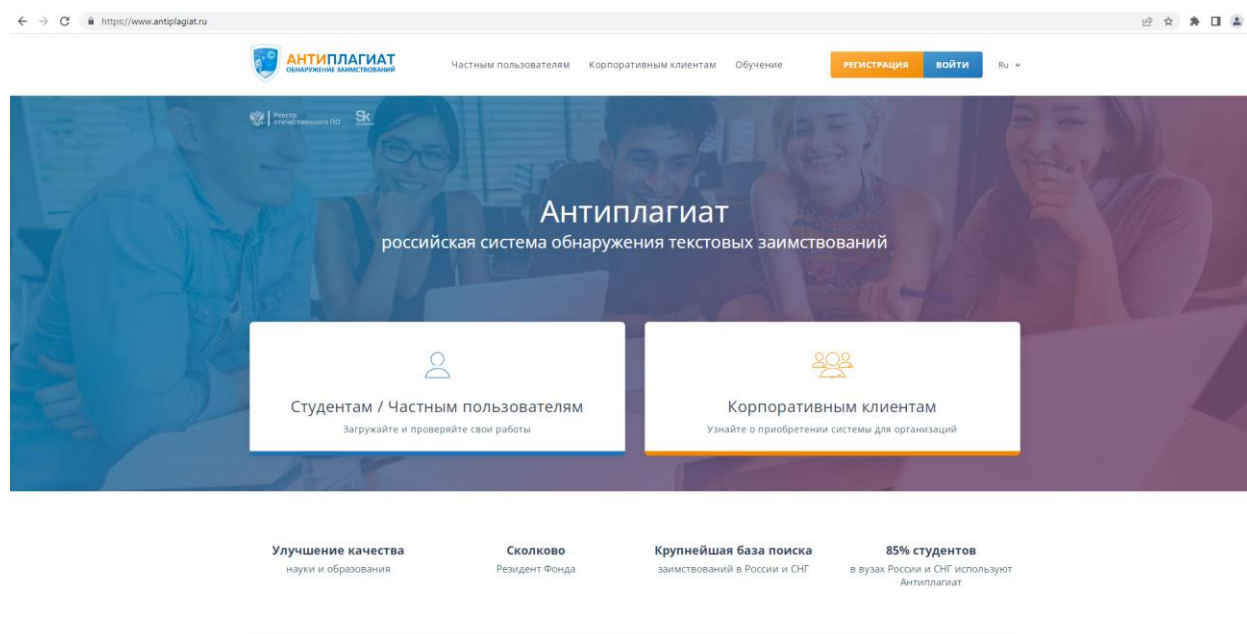 https://www.antiplagiat.ru
АНТИПЛАГИАТ
ОБНАРУЖЕНИЕ ЗАИМСТВОВАНИЙ
Частным пользователям Корпоративным клиентам Обучение РЕГИСТРАЦИЯ ВОЙТИ Ru
Реестр
отечественного ПО
Sk
Антиплагиат
российская система обнаружения текстовых заимствований
Студентам / Частным пользователям
Загружайте и проверяйте свои работы
Корпоративным клиентам
Узнайте о приобретении системы для организаций
Улучшение качества
науки и образования
Сколково
Резидент Фонда
Крупнейшая база поиска
заимствований в России и СНГ
85% студентов
в вузах России и СНГ используют
Антиплагиат